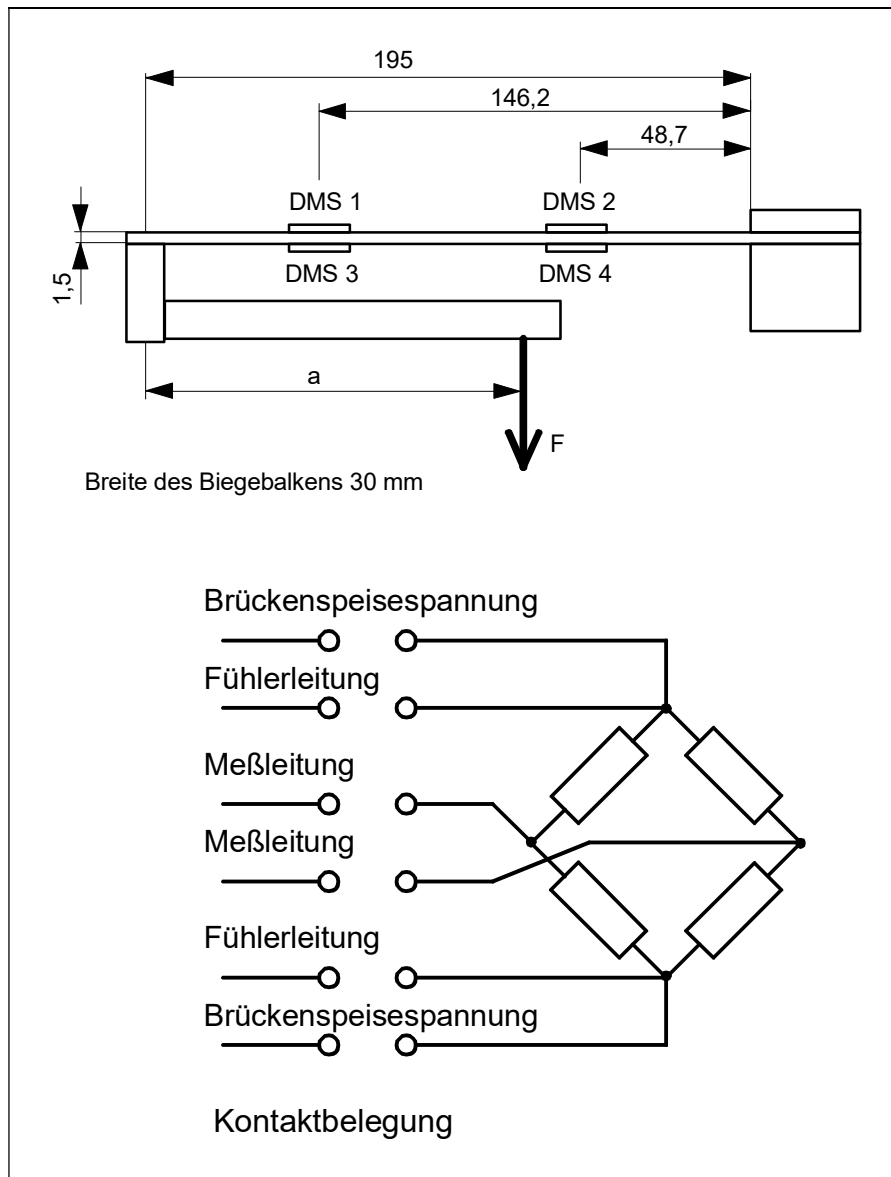 195
146,2
48,7
DMS 1 DMS 2
DMS 3 DMS 4
1,5
a
F
Breite des Biegebalkens 30 mm
Brückenspeisespannung
Fühlerleitung
Meßleitung
Meßleitung
Fühlerleitung
Brückenspeisespannung
Kontaktbelegung